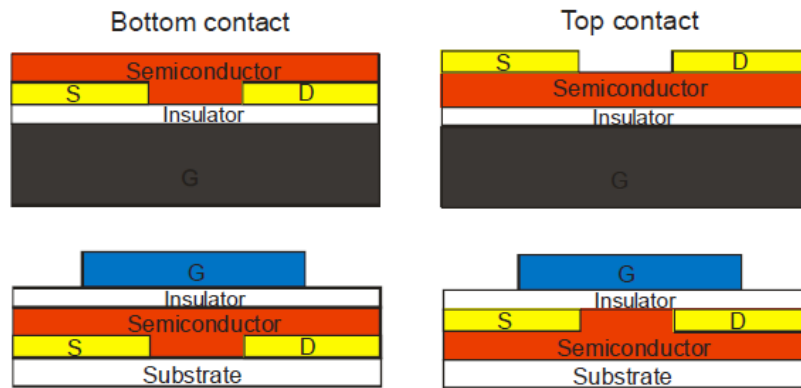 Bottom contact
Top contact
Semiconductor
S D
Insulator
G
S D
Semiconductor
Insulator
G
G
Insulator
Semiconductor
S D
Substrate
G
Insulator
S D
Semiconductor
Substrate